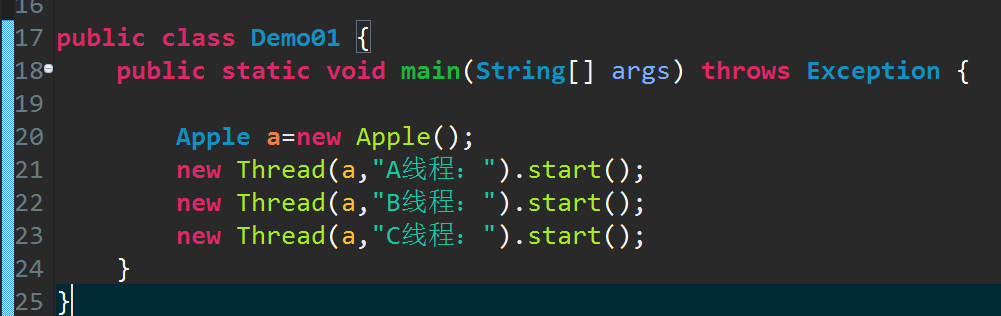 16
17 public class Demo01 {
18     public static void main(String[] args) throws Exception {
19
20         Apple a=new Apple();
21         new Thread(a,"A线程：").start();
22         new Thread(a,"B线程：").start();
23         new Thread(a,"C线程：").start();
24     }
25 }